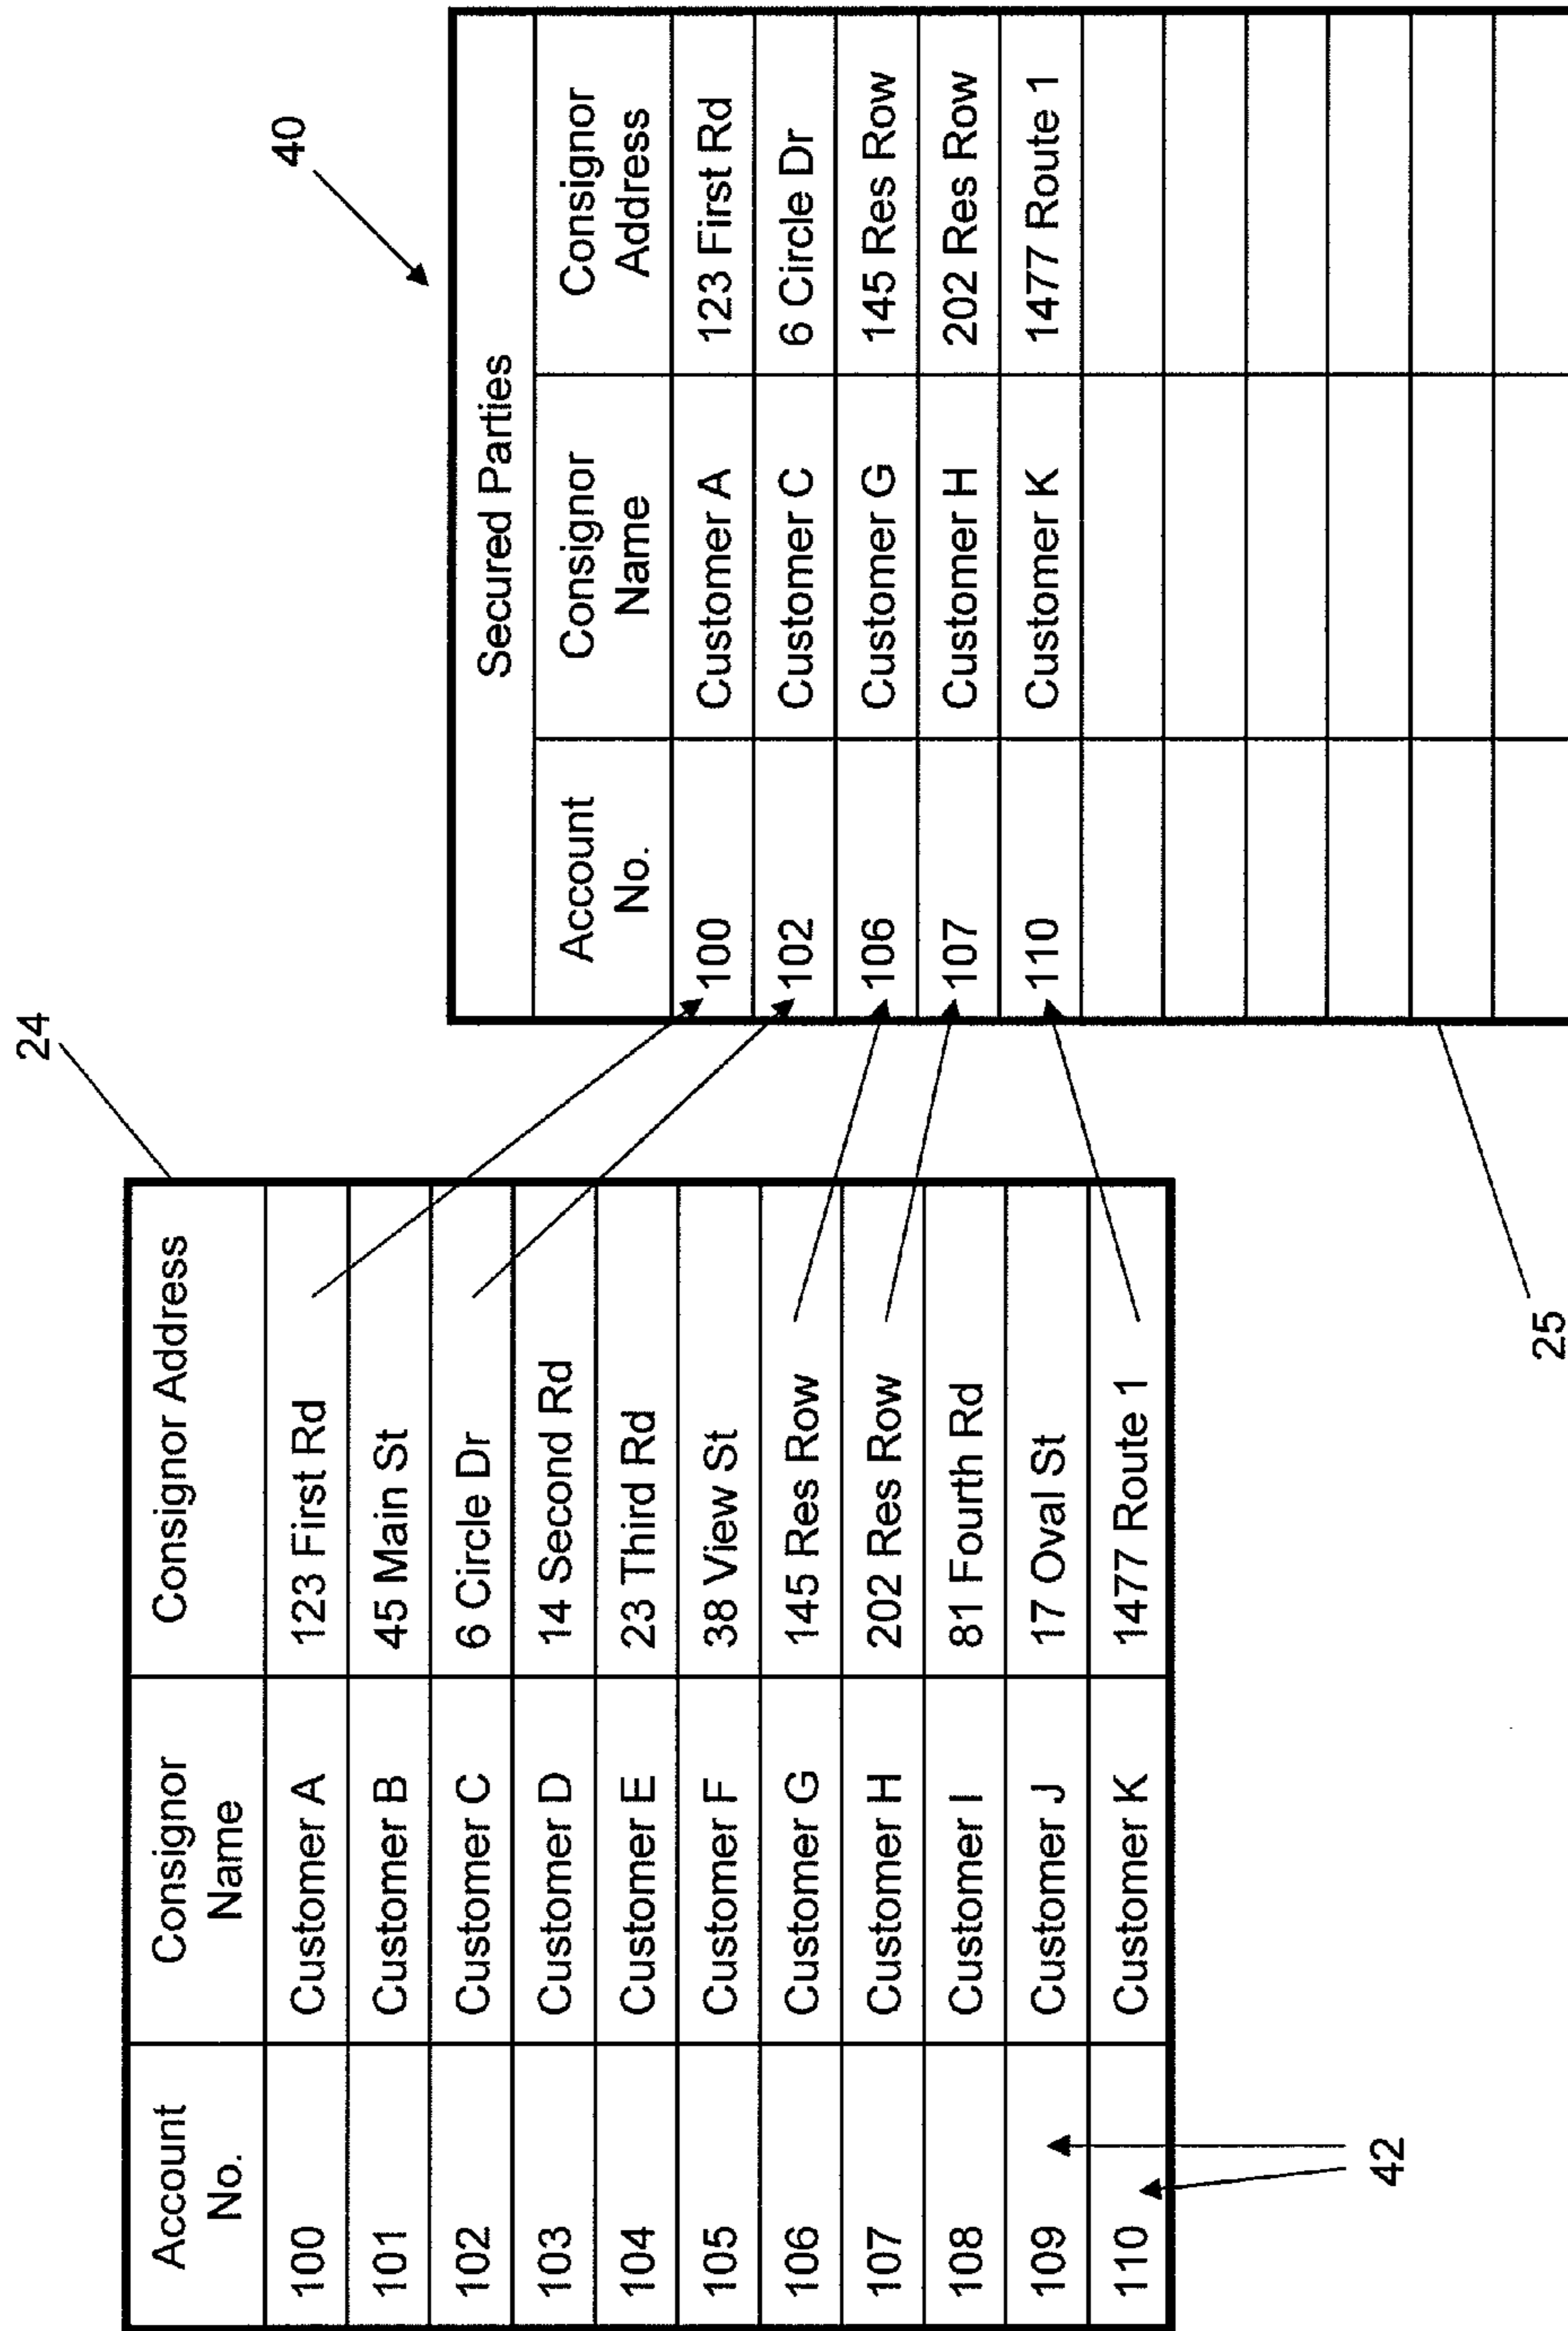 24
Account No. Consignor Name Consignor Address
100 Customer A 123 First Rd
101 Customer B 45 Main St
102 Customer C 6 Circle Dr
103 Customer D 14 Second Rd
104 Customer E 23 Third Rd
105 Customer F 38 View St
106 Customer G 145 Res Row
107 Customer H 202 Res Row
108 Customer I 81 Fourth Rd
109 Customer J 17 Oval St
110 Customer K 1477 Route 1
42
40
Secured Parties
Account No. Consignor Name Consignor Address
100 Customer A 123 First Rd
102 Customer C 6 Circle Dr
106 Customer G 145 Res Row
107 Customer H 202 Res Row
110 Customer K 1477 Route 1
25